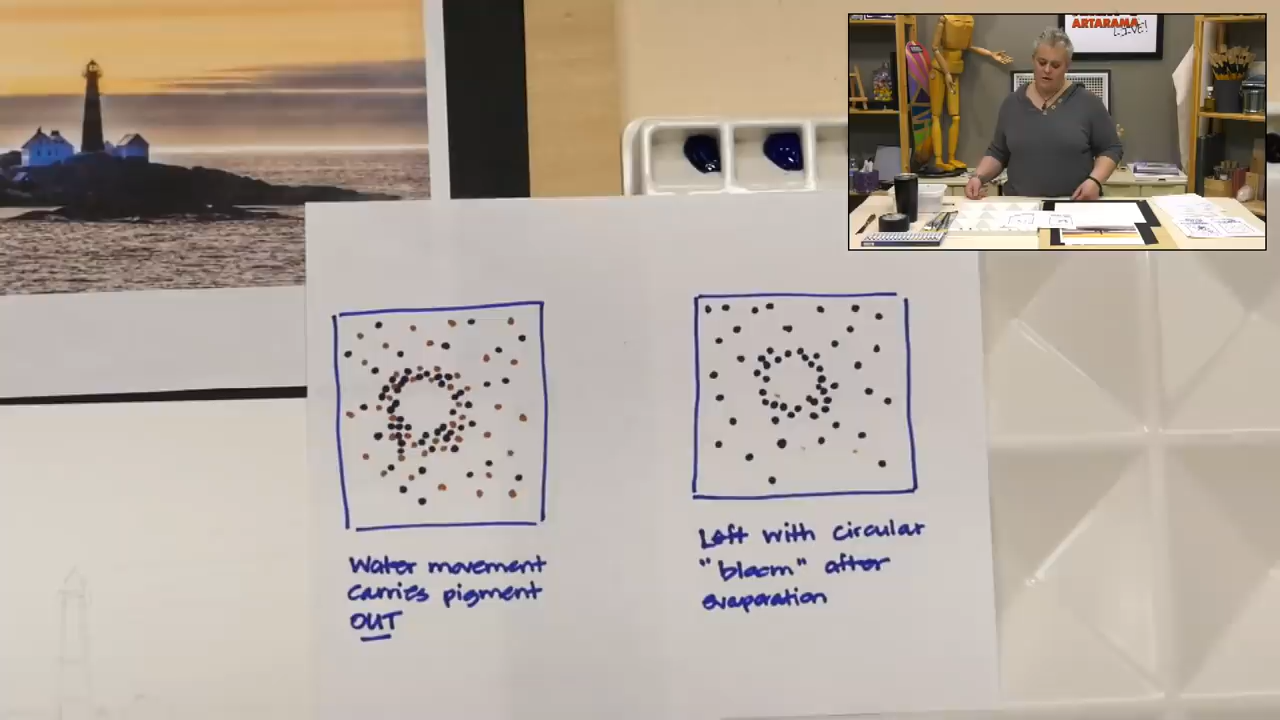 ARTARAMA
LIVE!
Water movement
carries pigment
OUT
Left with circular
"bloom" after
evaporation